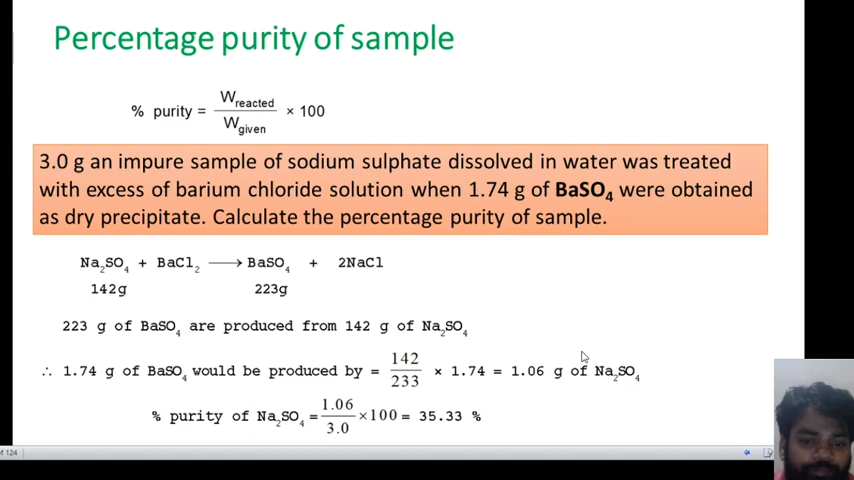 Percentage purity of sample
% purity = W_reacted / W_given × 100
3.0 g an impure sample of sodium sulphate dissolved in water was treated
with excess of barium chloride solution when 1.74 g of BaSO₄ were obtained
as dry precipitate. Calculate the percentage purity of sample.
Na₂SO₄ + BaCl₂ ⟶ BaSO₄ + 2NaCl
142g 223g
223 g of BaSO₄ are produced from 142 g of Na₂SO₄
∴ 1.74 g of BaSO₄ would be produced by = 142/233 × 1.74 = 1.06 g of Na₂SO₄
% purity of Na₂SO₄ = 1.06/3.0 ×100 = 35.33 %
of 124